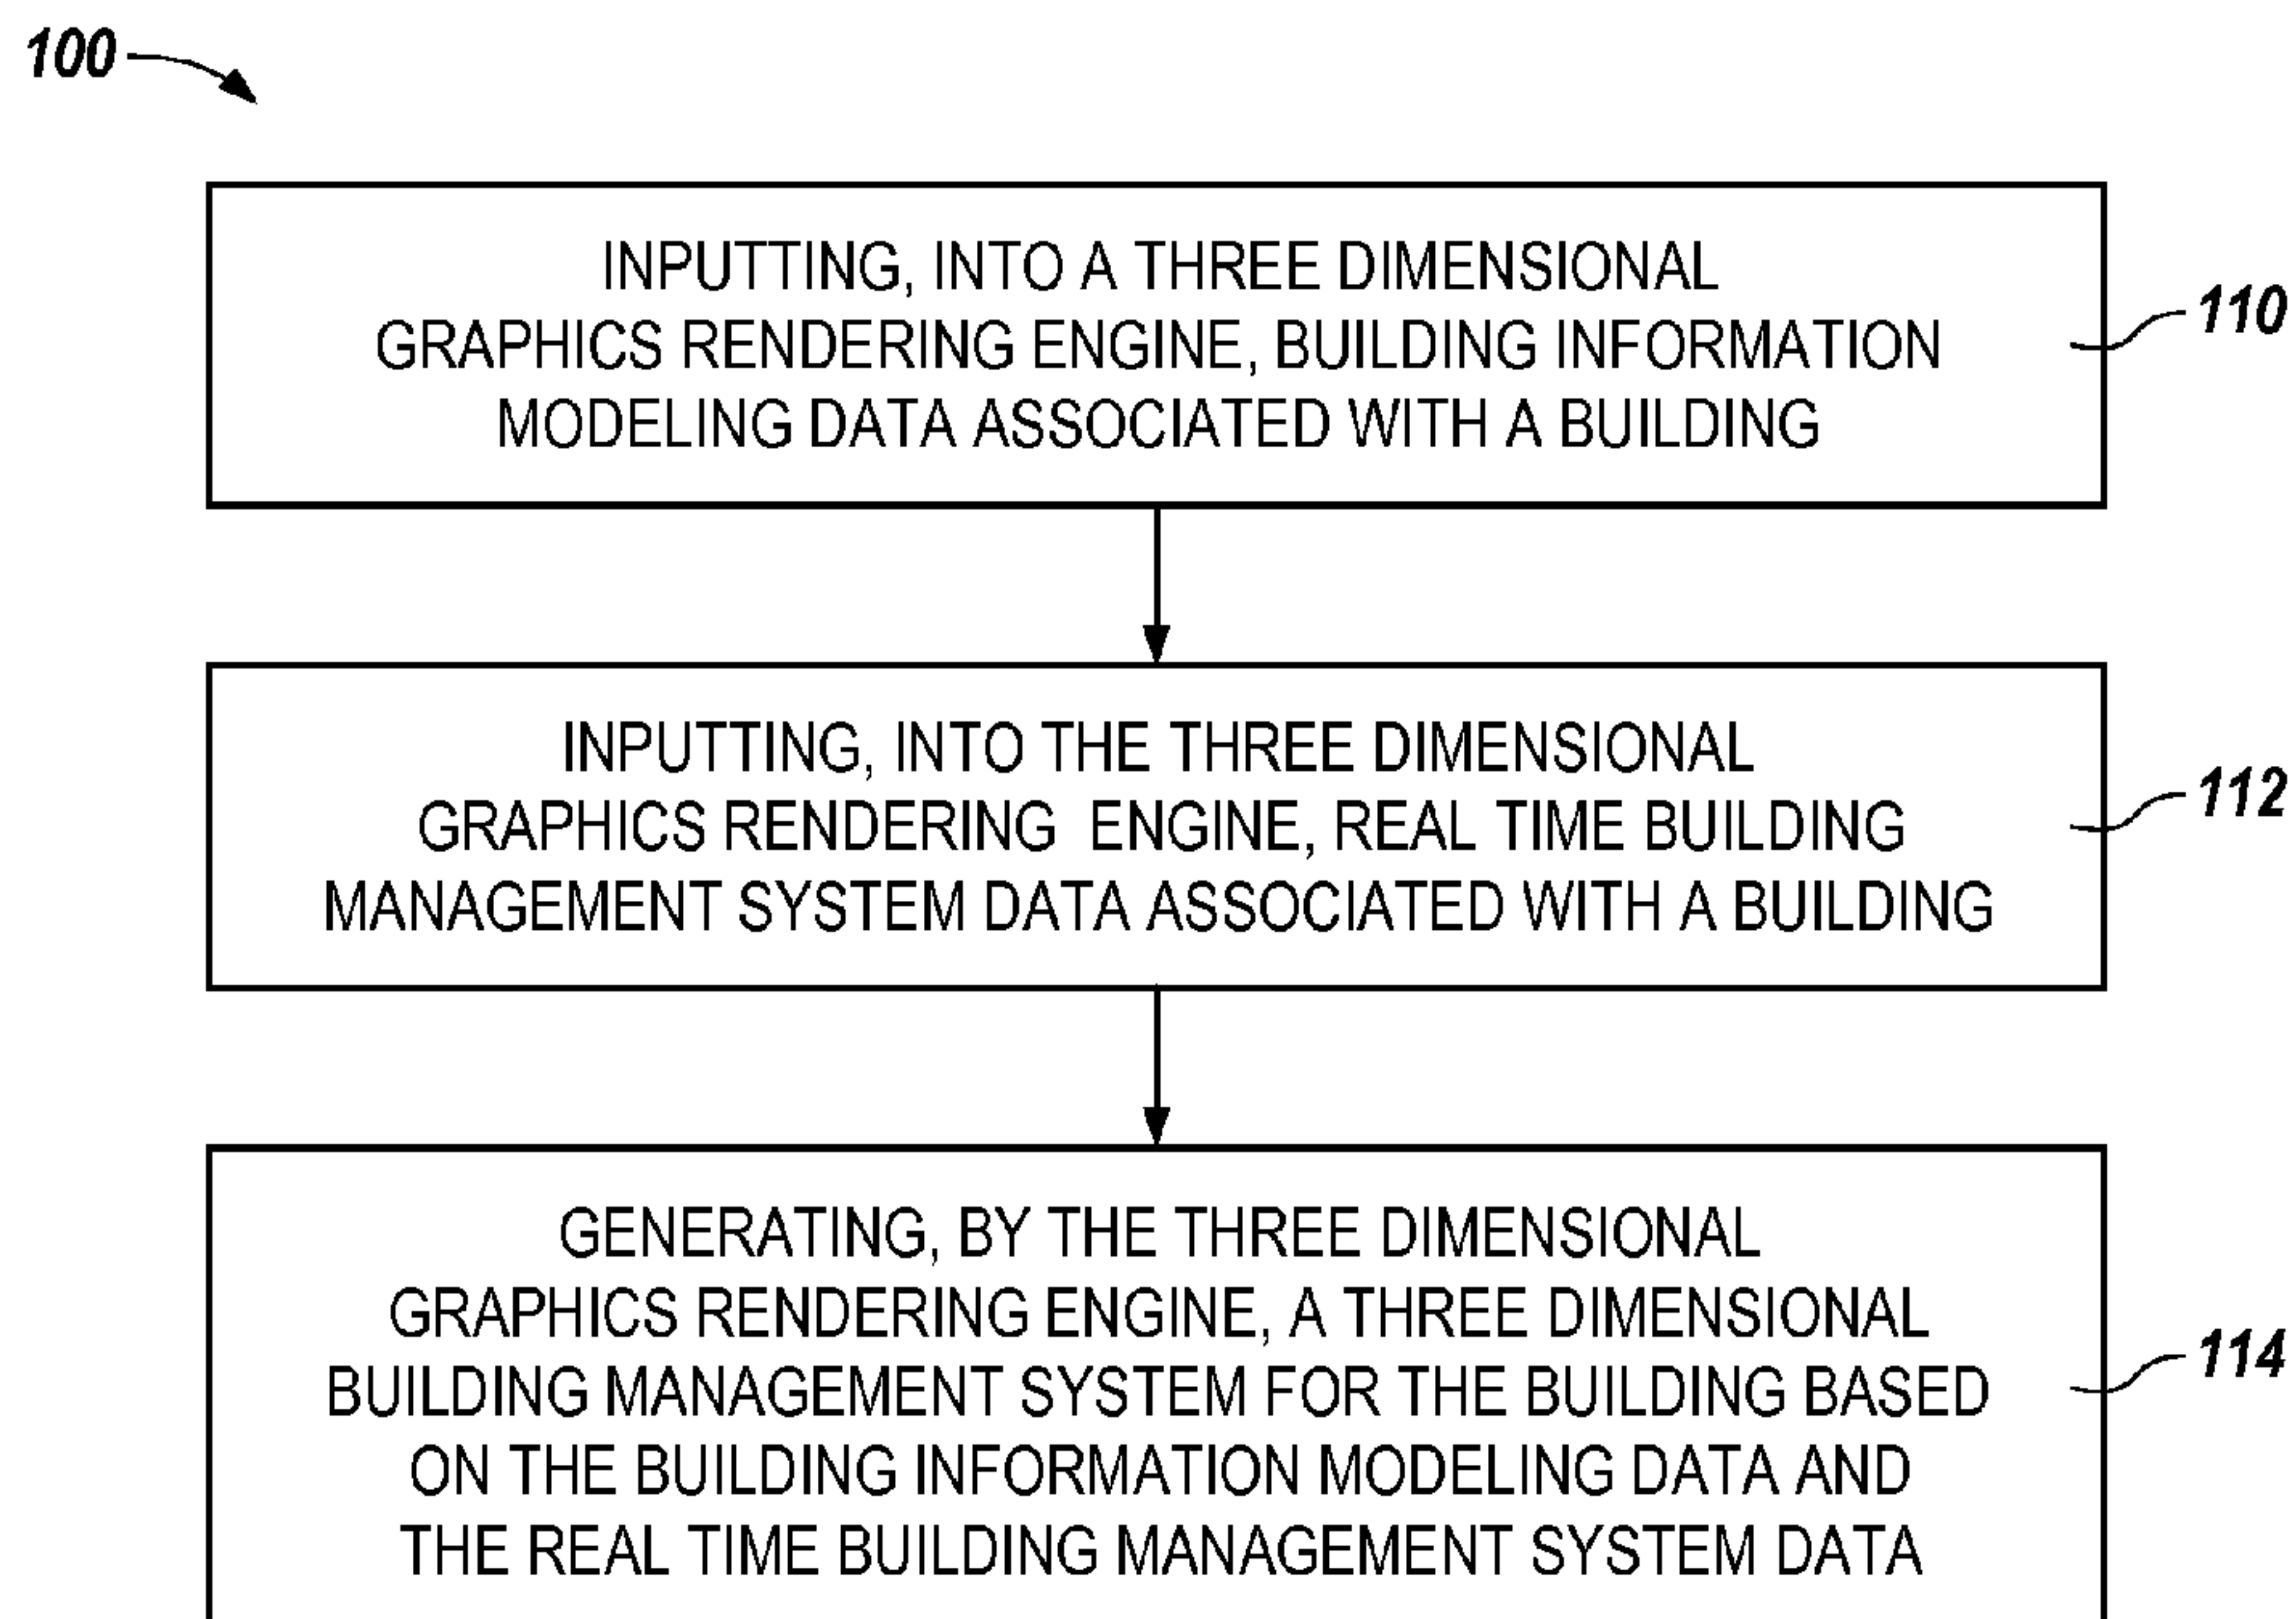 100
INPUTTING, INTO A THREE DIMENSIONAL
GRAPHICS RENDERING ENGINE, BUILDING INFORMATION
MODELING DATA ASSOCIATED WITH A BUILDING
110
INPUTTING, INTO THE THREE DIMENSIONAL
GRAPHICS RENDERING ENGINE, REAL TIME BUILDING
MANAGEMENT SYSTEM DATA ASSOCIATED WITH A BUILDING
112
GENERATING, BY THE THREE DIMENSIONAL
GRAPHICS RENDERING ENGINE, A THREE DIMENSIONAL
BUILDING MANAGEMENT SYSTEM FOR THE BUILDING BASED
ON THE BUILDING INFORMATION MODELING DATA AND
THE REAL TIME BUILDING MANAGEMENT SYSTEM DATA
114